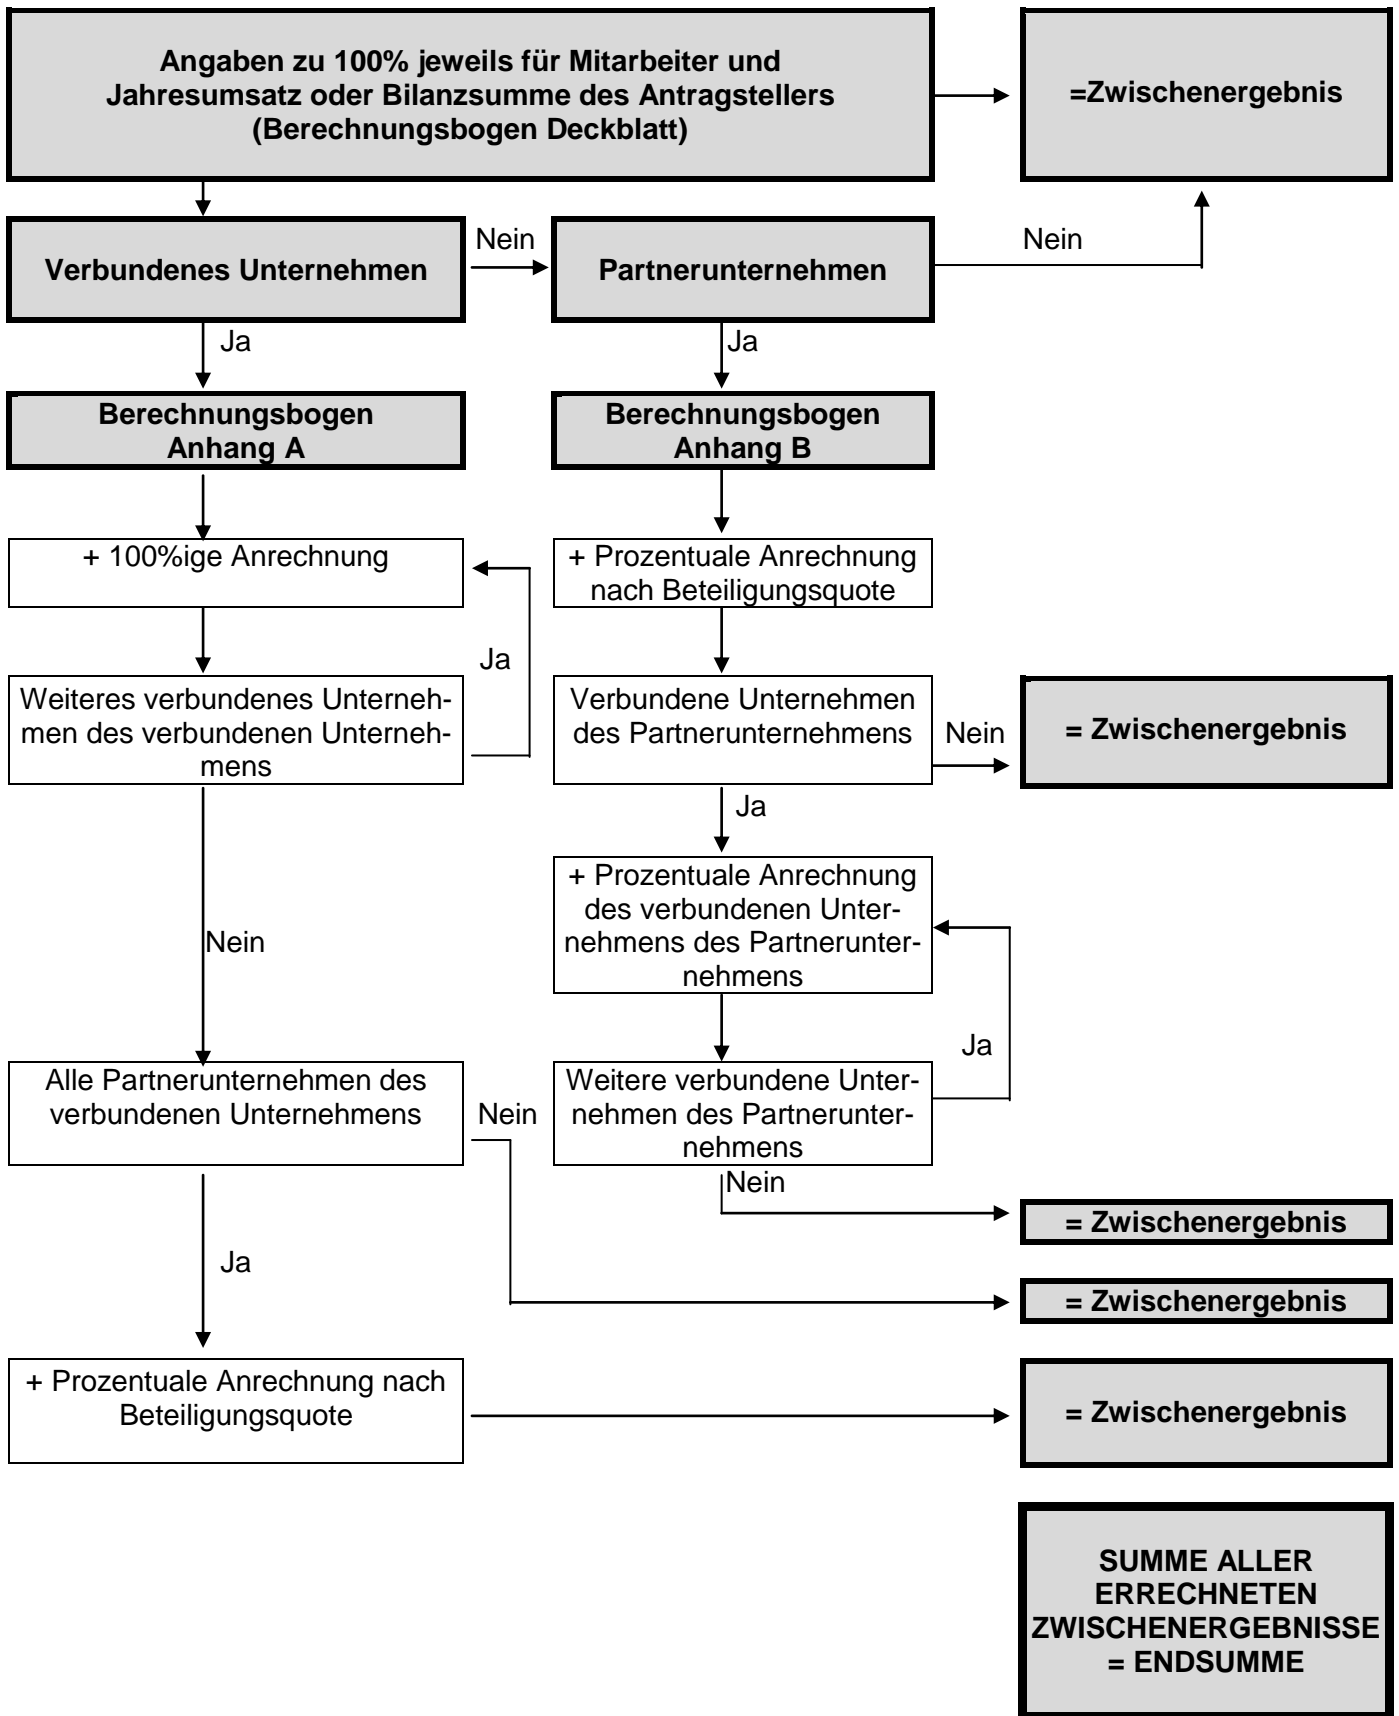 Angaben zu 100% jeweils für Mitarbeiter und
Jahresumsatz oder Bilanzsumme des Antragstellers
(Berechnungsbogen Deckblatt)
=Zwischenergebnis
Verbundenes Unternehmen
Nein
Partnerunternehmen
Nein
Ja
Ja
Berechnungsbogen
Anhang A
Berechnungsbogen
Anhang B
+ 100%ige Anrechnung
+ Prozentuale Anrechnung
nach Beteiligungsquote
Ja
Weiteres verbundenes Unterneh-
men des verbundenen Unterneh-
mens
Verbundene Unternehmen
des Partnerunternehmens
Nein
= Zwischenergebnis
Ja
+ Prozentuale Anrechnung
des verbundenen Unter-
nehmens des Partnerunter-
nehmens
Nein
Ja
Alle Partnerunternehmen des
verbundenen Unternehmens
Nein
Weitere verbundene Unter-
nehmen des Partnerunter-
nehmens
Nein
= Zwischenergebnis
Ja
= Zwischenergebnis
+ Prozentuale Anrechnung nach
Beteiligungsquote
= Zwischenergebnis
SUMME ALLER
ERRECHNETEN
ZWISCHENERGEBNISSE
= ENDSUMME